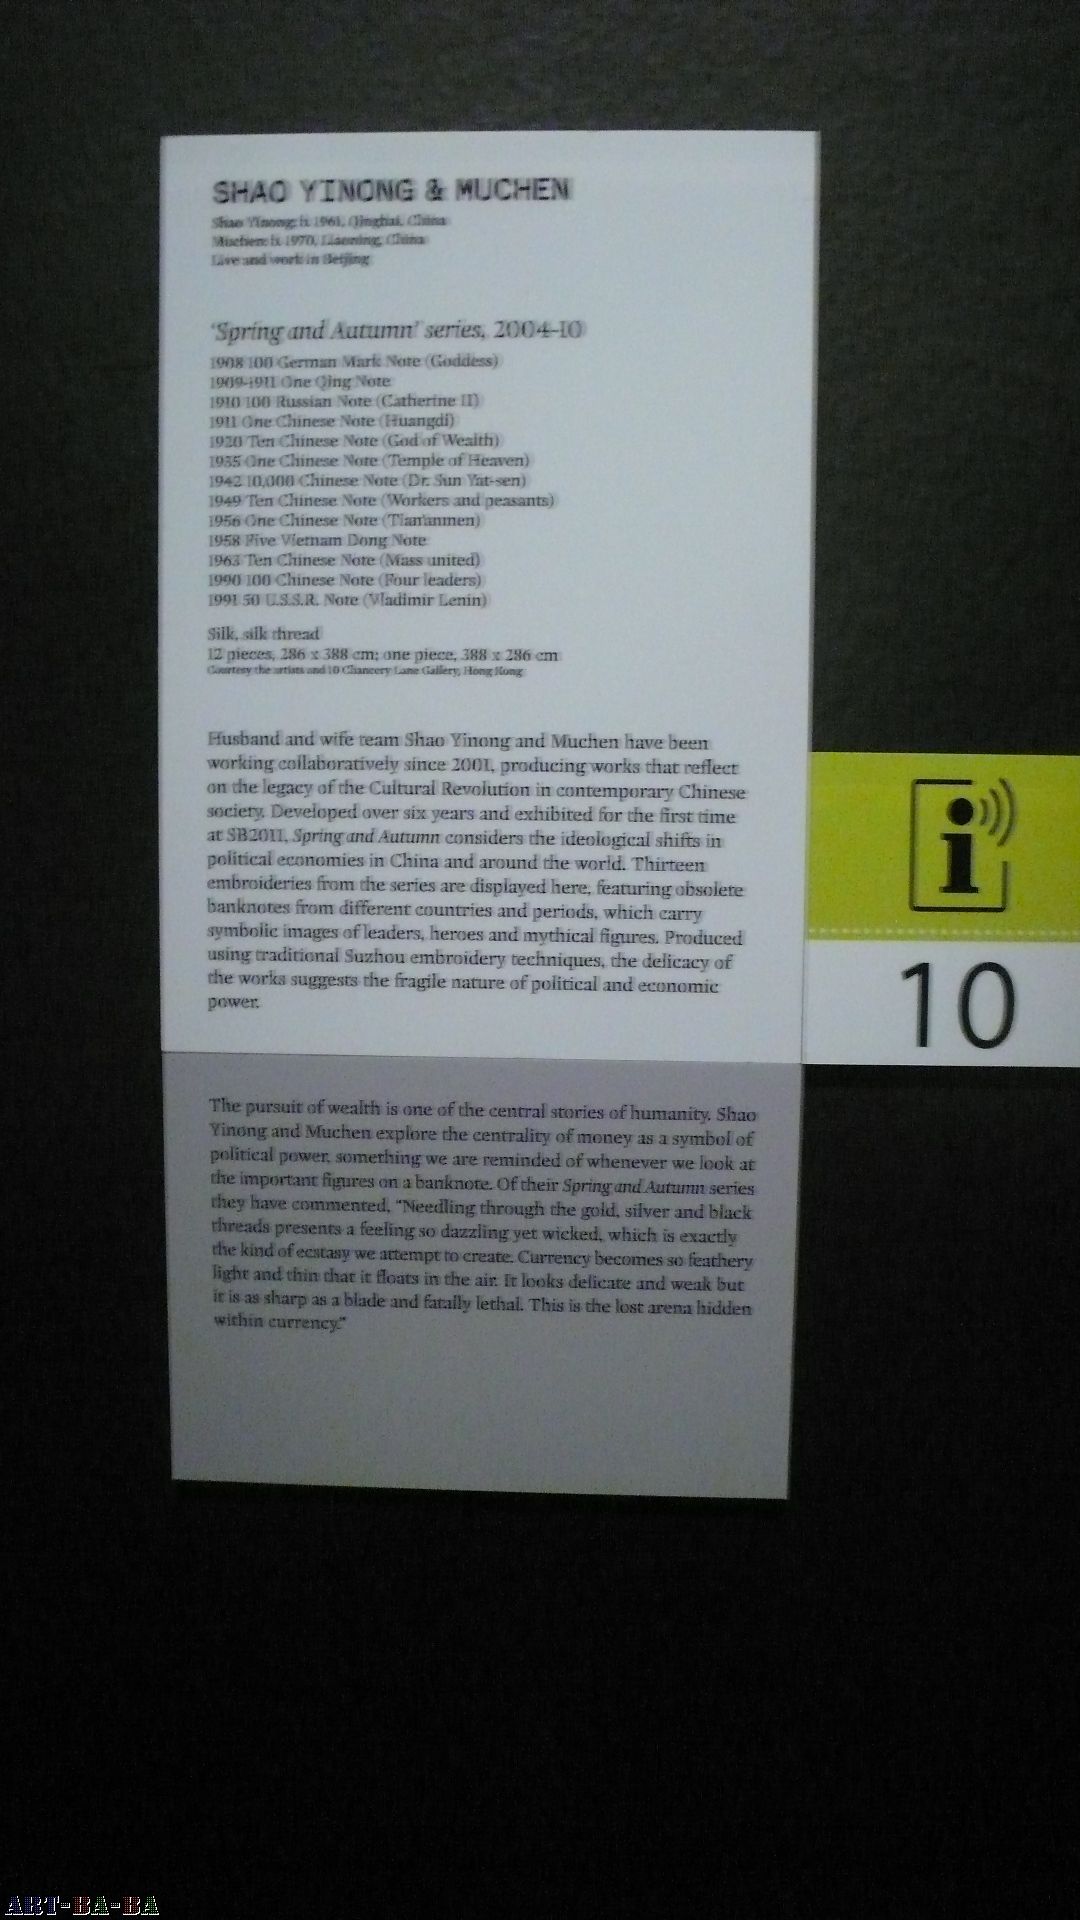 SHAO YINONG & MUCHEN
Shao Yinong: b. 1961, Qinghai, China
Muchen: b. 1970, Liaoning, China
Live and work in Beijing
'Spring and Autumn' series, 2004-10
1908 100 German Mark Note (Goddess)
1909-1911 One Qing Note
1910 100 Russian Note (Catherine II)
1911 One Chinese Note (Huangdi)
1920 Ten Chinese Note (God of Wealth)
1935 One Chinese Note (Temple of Heaven)
1942 10,000 Chinese Note (Dr. Sun Yat-sen)
1949 Ten Chinese Note (Workers and peasants)
1956 One Chinese Note (Tian'anmen)
1958 Five Vietnam Dong Note
1963 Ten Chinese Note (Mass united)
1990 100 Chinese Note (Four leaders)
1991 50 U.S.S.R. Note (Vladimir Lenin)
Silk, silk thread
12 pieces, 286 x 388 cm; one piece, 388 x 286 cm
Courtesy the artists and 10 Chancery Lane Gallery, Hong Kong
Husband and wife team Shao Yinong and Muchen have been
working collaboratively since 2001, producing works that reflect
on the legacy of the Cultural Revolution in contemporary Chinese
society. Developed over six years and exhibited for the first time
at SB2011, Spring and Autumn considers the ideological shifts in
political economies in China and around the world. Thirteen
embroideries from the series are displayed here, featuring obsolete
banknotes from different countries and periods, which carry
symbolic images of leaders, heroes and mythical figures. Produced
using traditional Suzhou embroidery techniques, the delicacy of
the works suggests the fragile nature of political and economic
power.
The pursuit of wealth is one of the central stories of humanity. Shao
Yinong and Muchen explore the centrality of money as a symbol of
political power, something we are reminded of whenever we look at
the important figures on a banknote. Of their Spring and Autumn series
they have commented, "Needling through the gold, silver and black
threads presents a feeling so dazzling yet wicked, which is exactly
the kind of ecstasy we attempt to create. Currency becomes so feathery
light and thin that it floats in the air. It looks delicate and weak but
it is as sharp as a blade and fatally lethal. This is the lost arena hidden
within currency."
i
10
ART-BA-BA